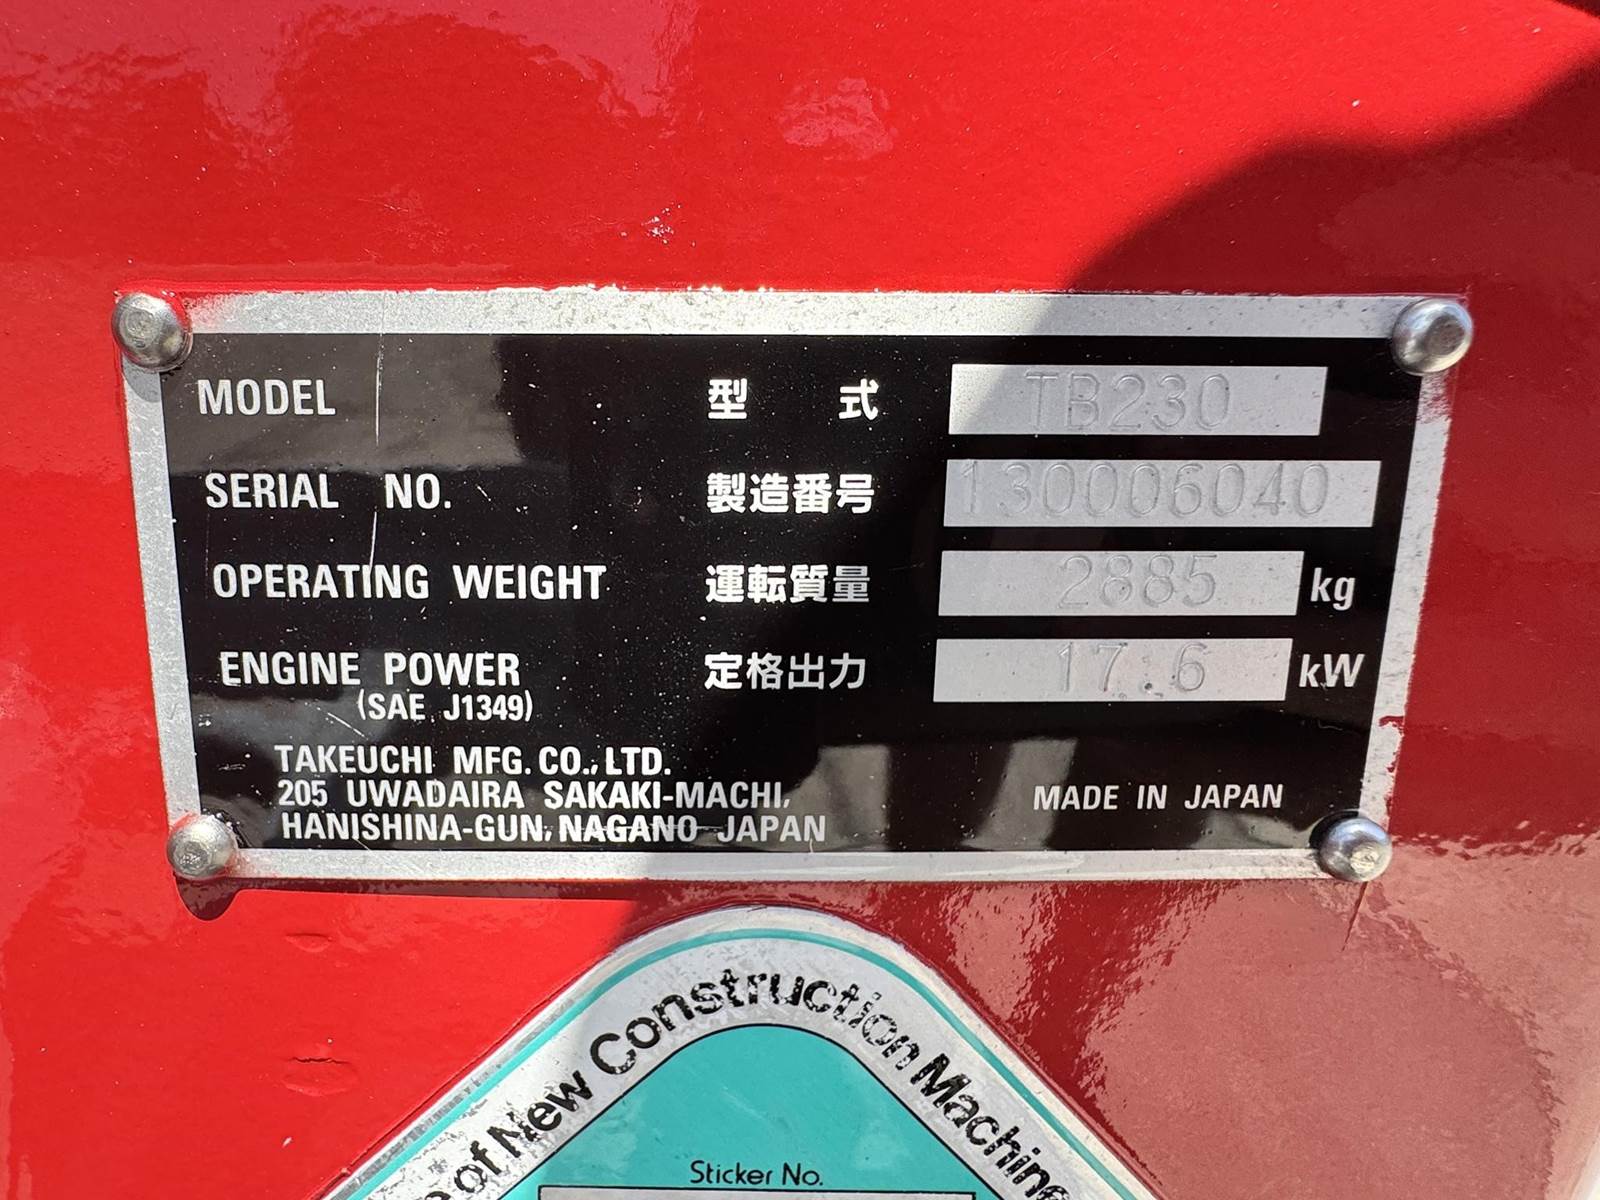 MODEL 型 式 TB230
SERIAL NO. 製造番号 130006040
OPERATING WEIGHT 運転質量 2885 kg
ENGINE POWER 定格出力 17.6 kW
(SAE J1349)
TAKEUCHI MFG. CO., LTD.
205 UWADAIRA SAKAKI-MACHI,
HANISHINA-GUN, NAGANO JAPAN
MADE IN JAPAN
of New Construction Machine
Sticker No.